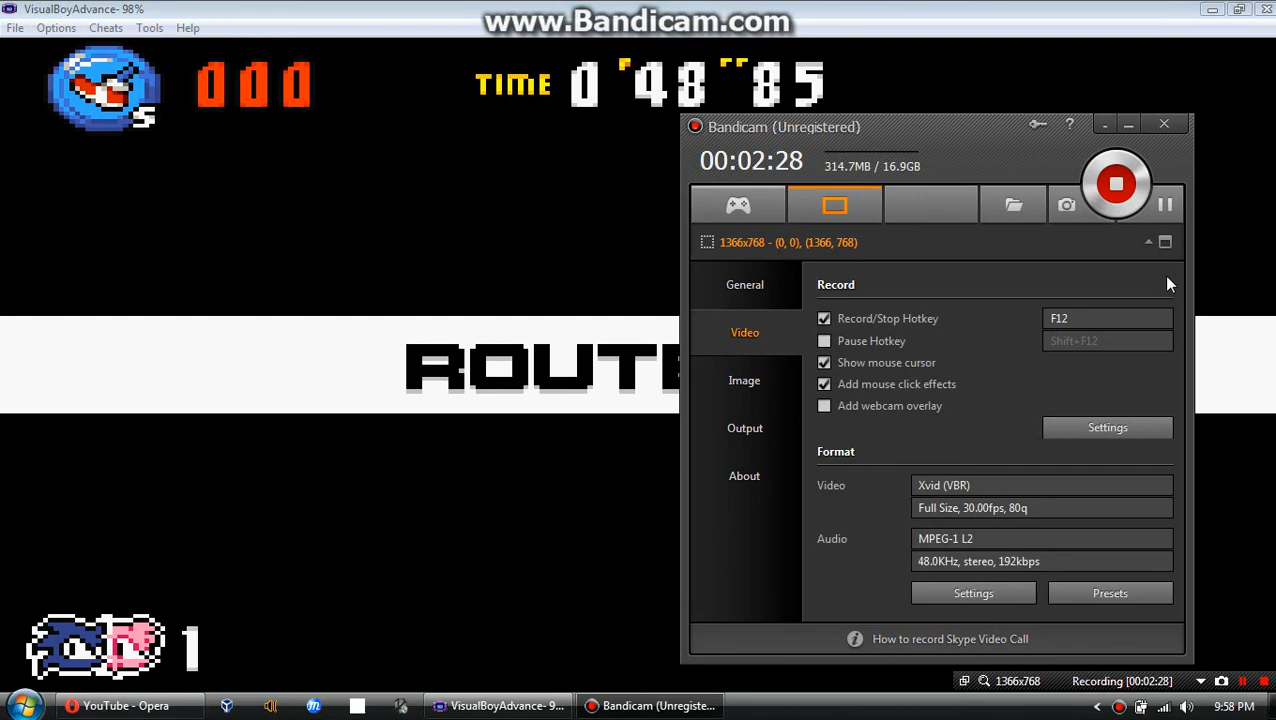 VisualBoyAdvance- 98%
www.Bandicam.com
File Options Cheats Tools Help
s 000 TIME 0 '48 "85
Bandicam (Unregistered)
00:02:28 314.7MB / 16.9GB
1366x768 - (0, 0), (1366, 768)
General
Video
Image
Output
About
Record
Record/Stop Hotkey F12
Pause Hotkey Shift+F12
Show mouse cursor
Add mouse click effects
Add webcam overlay
Settings
Format
Video Xvid (VBR)
Full Size, 30.00fps, 80q
Audio MPEG-1 L2
48.0KHz, stereo, 192kbps
Settings Presets
How to record Skype Video Call
ROUTE
1
1366x768 Recording [00:02:28]
YouTube - Opera VisualBoyAdvance- 9... Bandicam (Unregiste... 9:58 PM